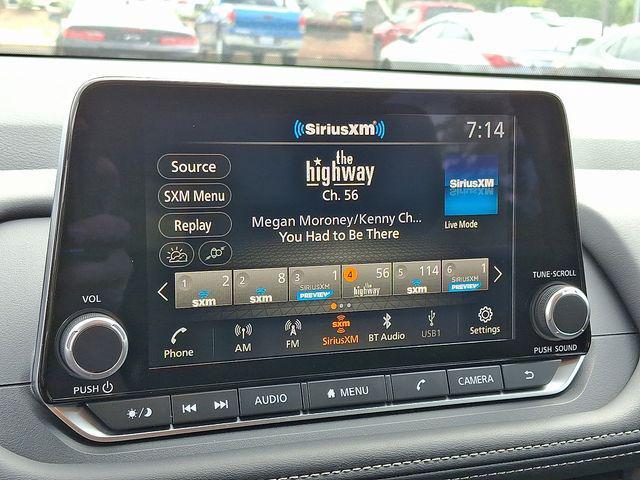 SiriusXM
7:14
the
highway
Ch. 56
Source
SXM Menu
Replay
SiriusXM
Megan Moroney/Kenny Ch...
You Had to Be There
Live Mode
1 2 sxm
2 8 sxm
3 1 SIRIUSXM PREVIEW
4 56 highway
5 114 sxm
6 1 SIRIUSXM PREVIEW
Phone
AM
FM
sxm
SiriusXM
BT Audio
USB1
Settings
VOL
PUSH
TUNE·SCROLL
PUSH SOUND
AUDIO
MENU
CAMERA